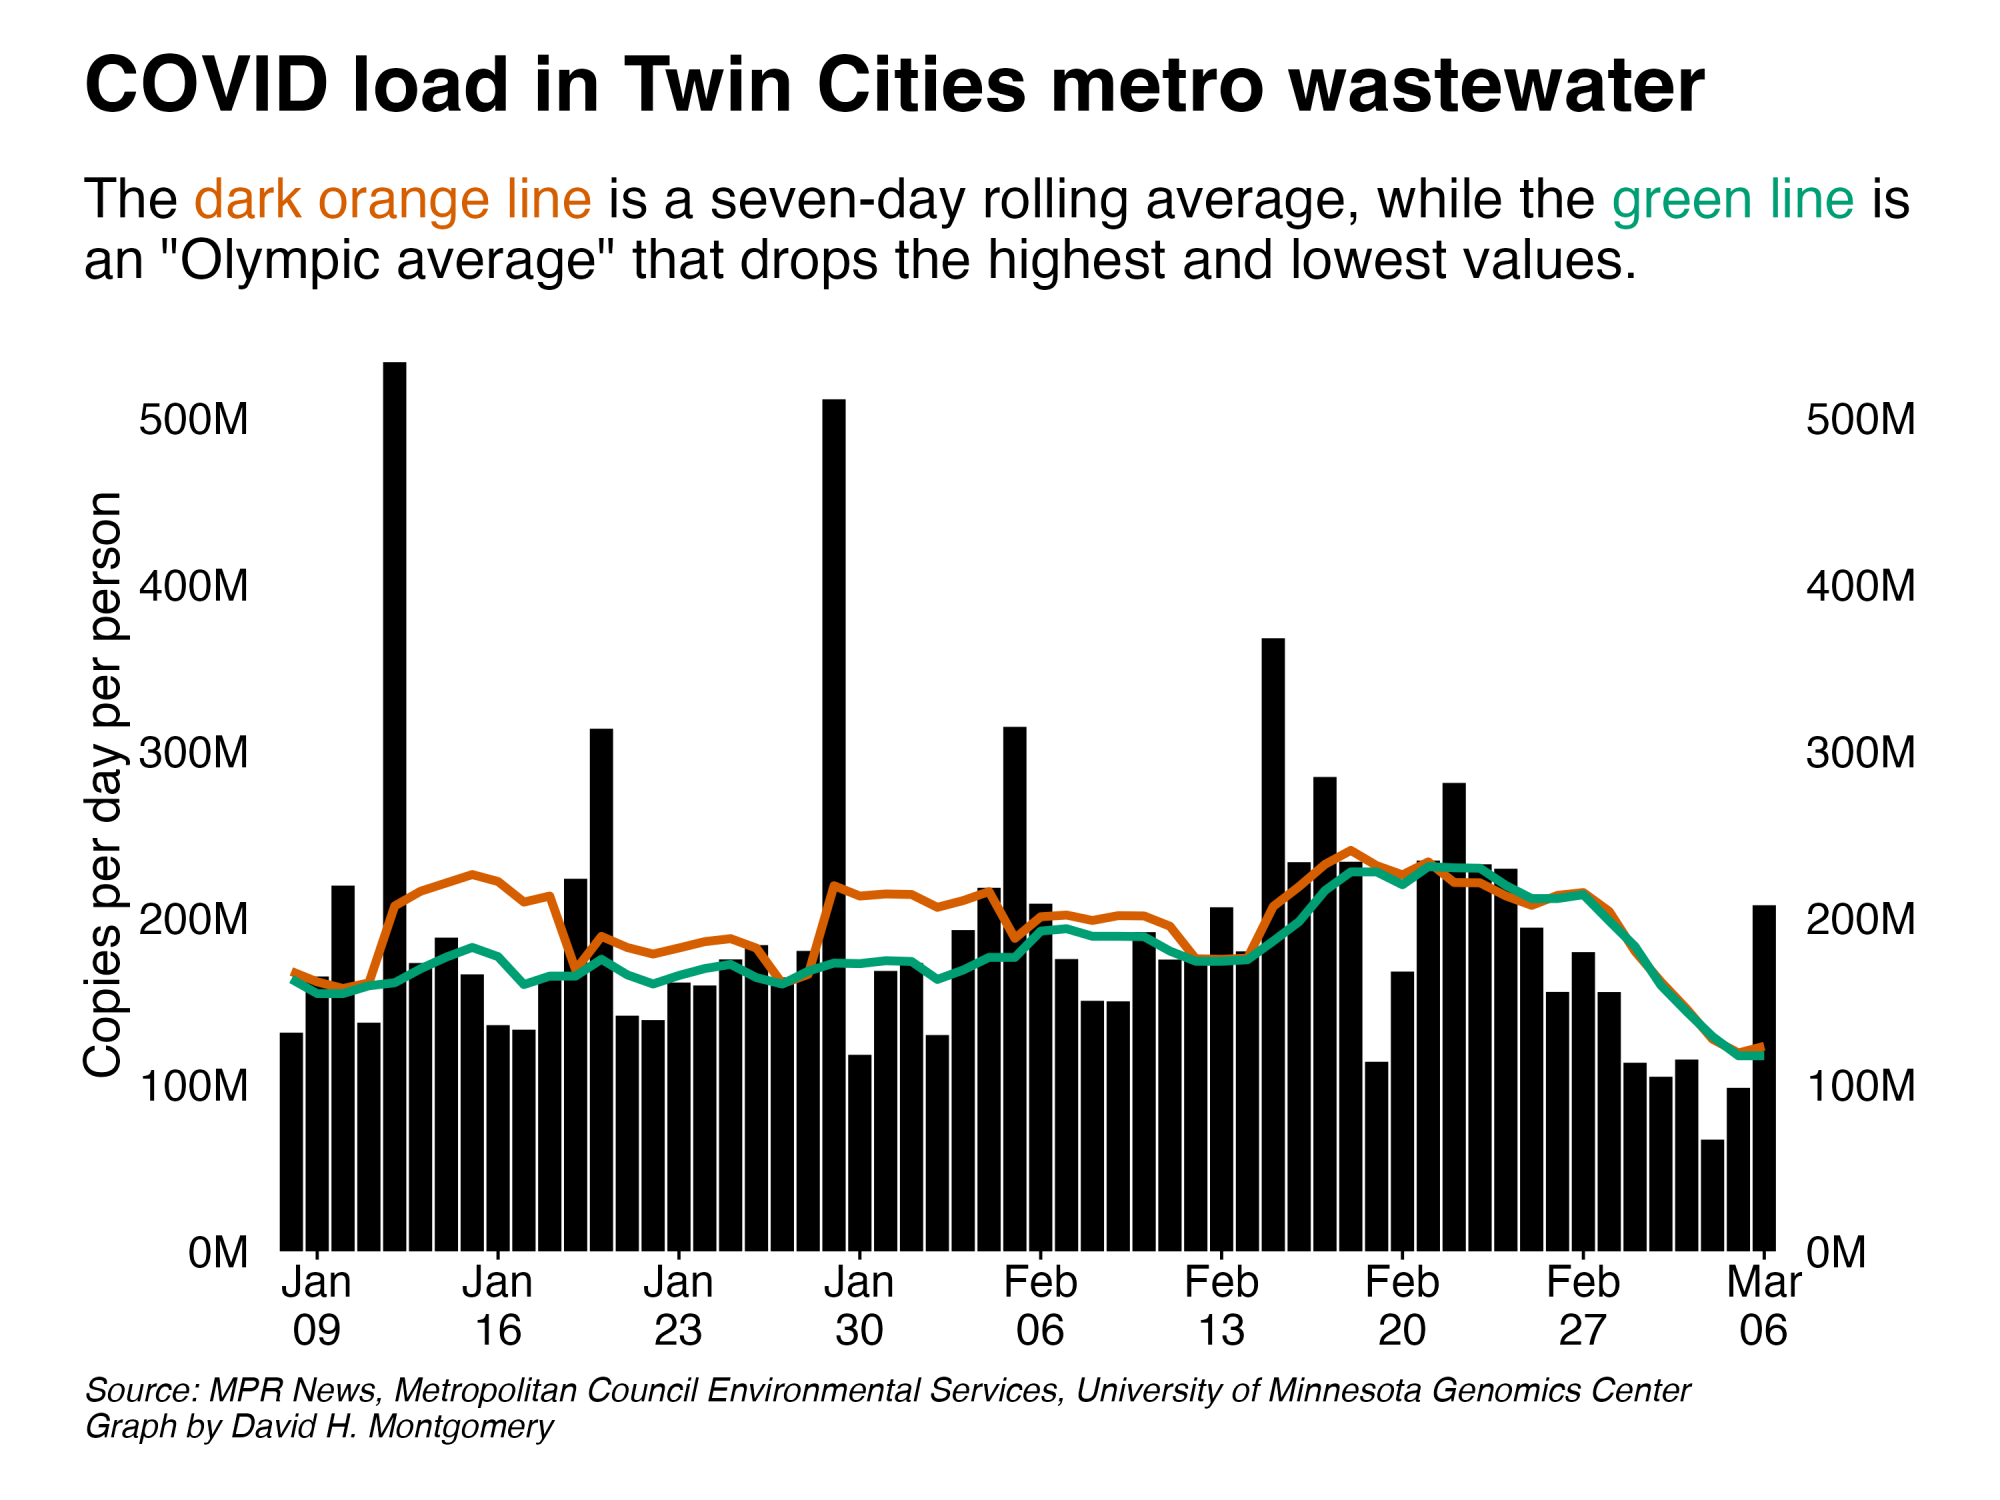 COVID load in Twin Cities metro wastewater
The dark orange line is a seven-day rolling average, while the green line is
an "Olympic average" that drops the highest and lowest values.
Copies per day per person
500M
400M
300M
200M
100M
0M
500M
400M
300M
200M
100M
0M
Jan 09
Jan 16
Jan 23
Jan 30
Feb 06
Feb 13
Feb 20
Feb 27
Mar 06
Source: MPR News, Metropolitan Council Environmental Services, University of Minnesota Genomics Center
Graph by David H. Montgomery